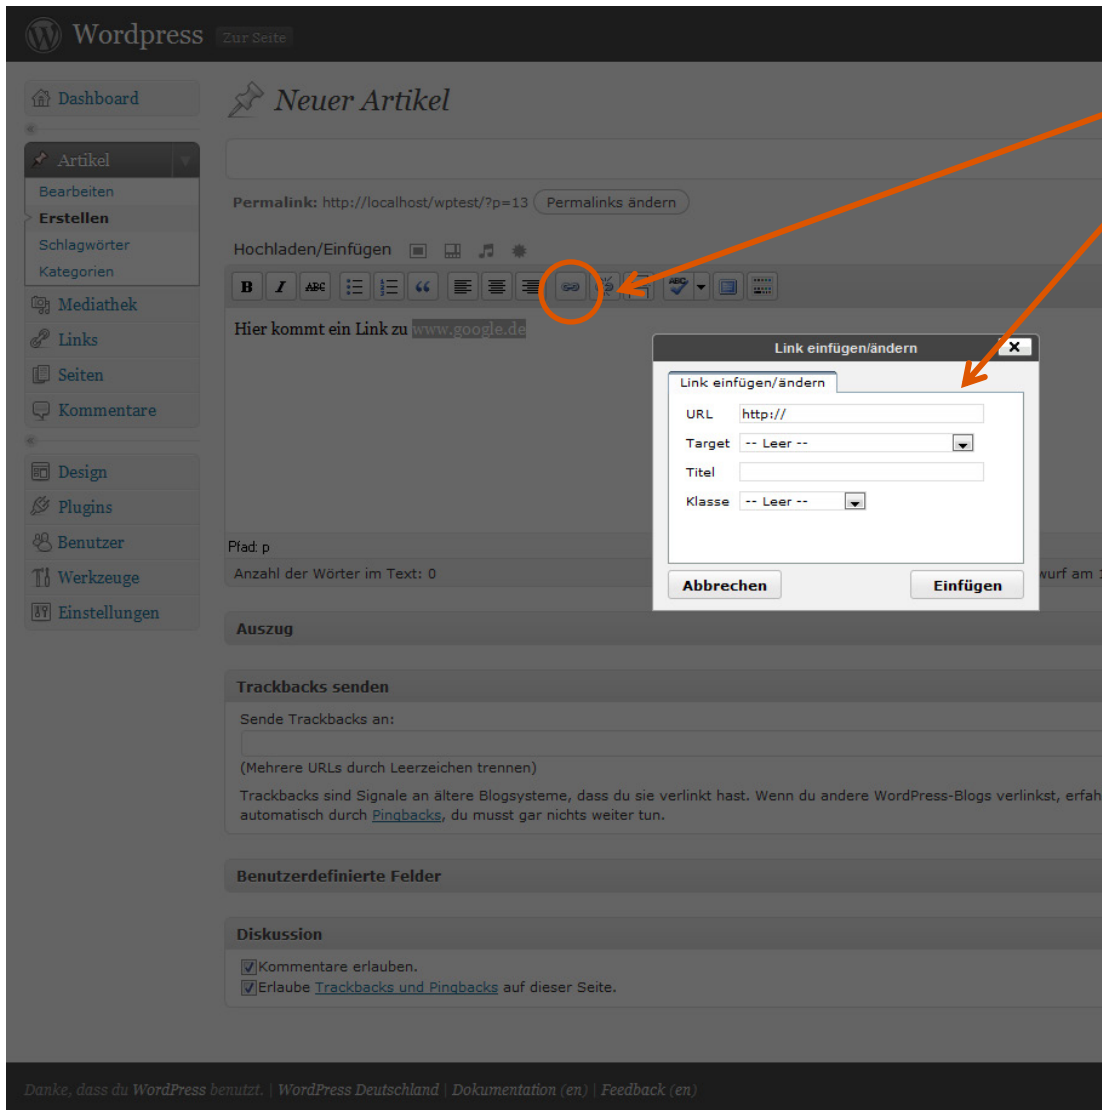 Wordpress Zur Seite
Dashboard
Neuer Artikel
Artikel
Bearbeiten
Erstellen
Schlagwörter
Kategorien
Mediathek
Links
Seiten
Kommentare
Design
Plugins
Benutzer
Werkzeuge
Einstellungen
Permalink: http://localhost/wptest/?p=13 Permalinks ändern
Hochladen/Einfügen
B I ABC ABC
Hier kommt ein Link zu www.google.de
Link einfügen/ändern
Link einfügen/ändern
URL http://
Target -- Leer --
Titel
Klasse -- Leer --
Abbrechen Einfügen
Pfad: p
Anzahl der Wörter im Text: 0
wurf am
Auszug
Trackbacks senden
Sende Trackbacks an:
(Mehrere URLs durch Leerzeichen trennen)
Trackbacks sind Signale an ältere Blogsysteme, dass du sie verlinkt hast. Wenn du andere WordPress-Blogs verlinkst, erfah
automatisch durch Pingbacks, du musst gar nichts weiter tun.
Benutzerdefinierte Felder
Diskussion
Kommentare erlauben.
Erlaube Trackbacks und Pingbacks auf dieser Seite.
Danke, dass du WordPress benutzt. | WordPress Deutschland | Dokumentation (en) | Feedback (en)